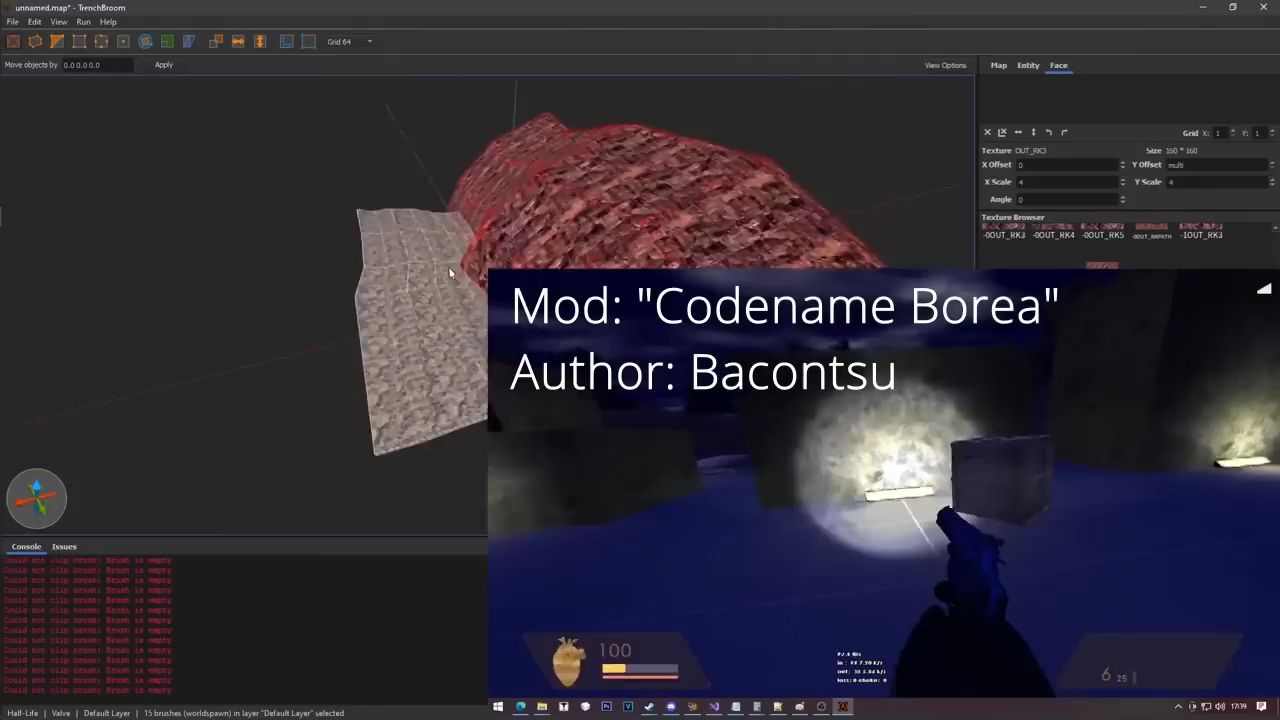 unnamed.map* - TrenchBroom
File Edit View Run Help
Grid 64
Move objects by 0.0 0.0 0.0 Apply View Options
Map Entity Face
Grid X: 1 Y: 1
Texture OUT_RK3 Size 160 * 160
X Offset 0 Y Offset multi
X Scale 4 Y Scale 4
Angle 0
Texture Browser
-0OUT_RK3 -0OUT_RK4 -0OUT_RK5 -0OUT_RKPATH -1OUT_RK3
Mod: "Codename Borea"
Author: Bacontsu
Console Issues
Could not clip brush: Brush is empty
Could not clip brush: Brush is empty
Could not clip brush: Brush is empty
Could not clip brush: Brush is empty
Could not clip brush: Brush is empty
Could not clip brush: Brush is empty
Could not clip brush: Brush is empty
Could not clip brush: Brush is empty
Could not clip brush: Brush is empty
Could not clip brush: Brush is empty
Could not clip brush: Brush is empty
Could not clip brush: Brush is empty
Could not clip brush: Brush is empty
Could not clip brush: Brush is empty
100
6 25
Half-Life | Valve | Default Layer | 15 brushes (worldspawn) in layer "Default Layer" selected
17:19